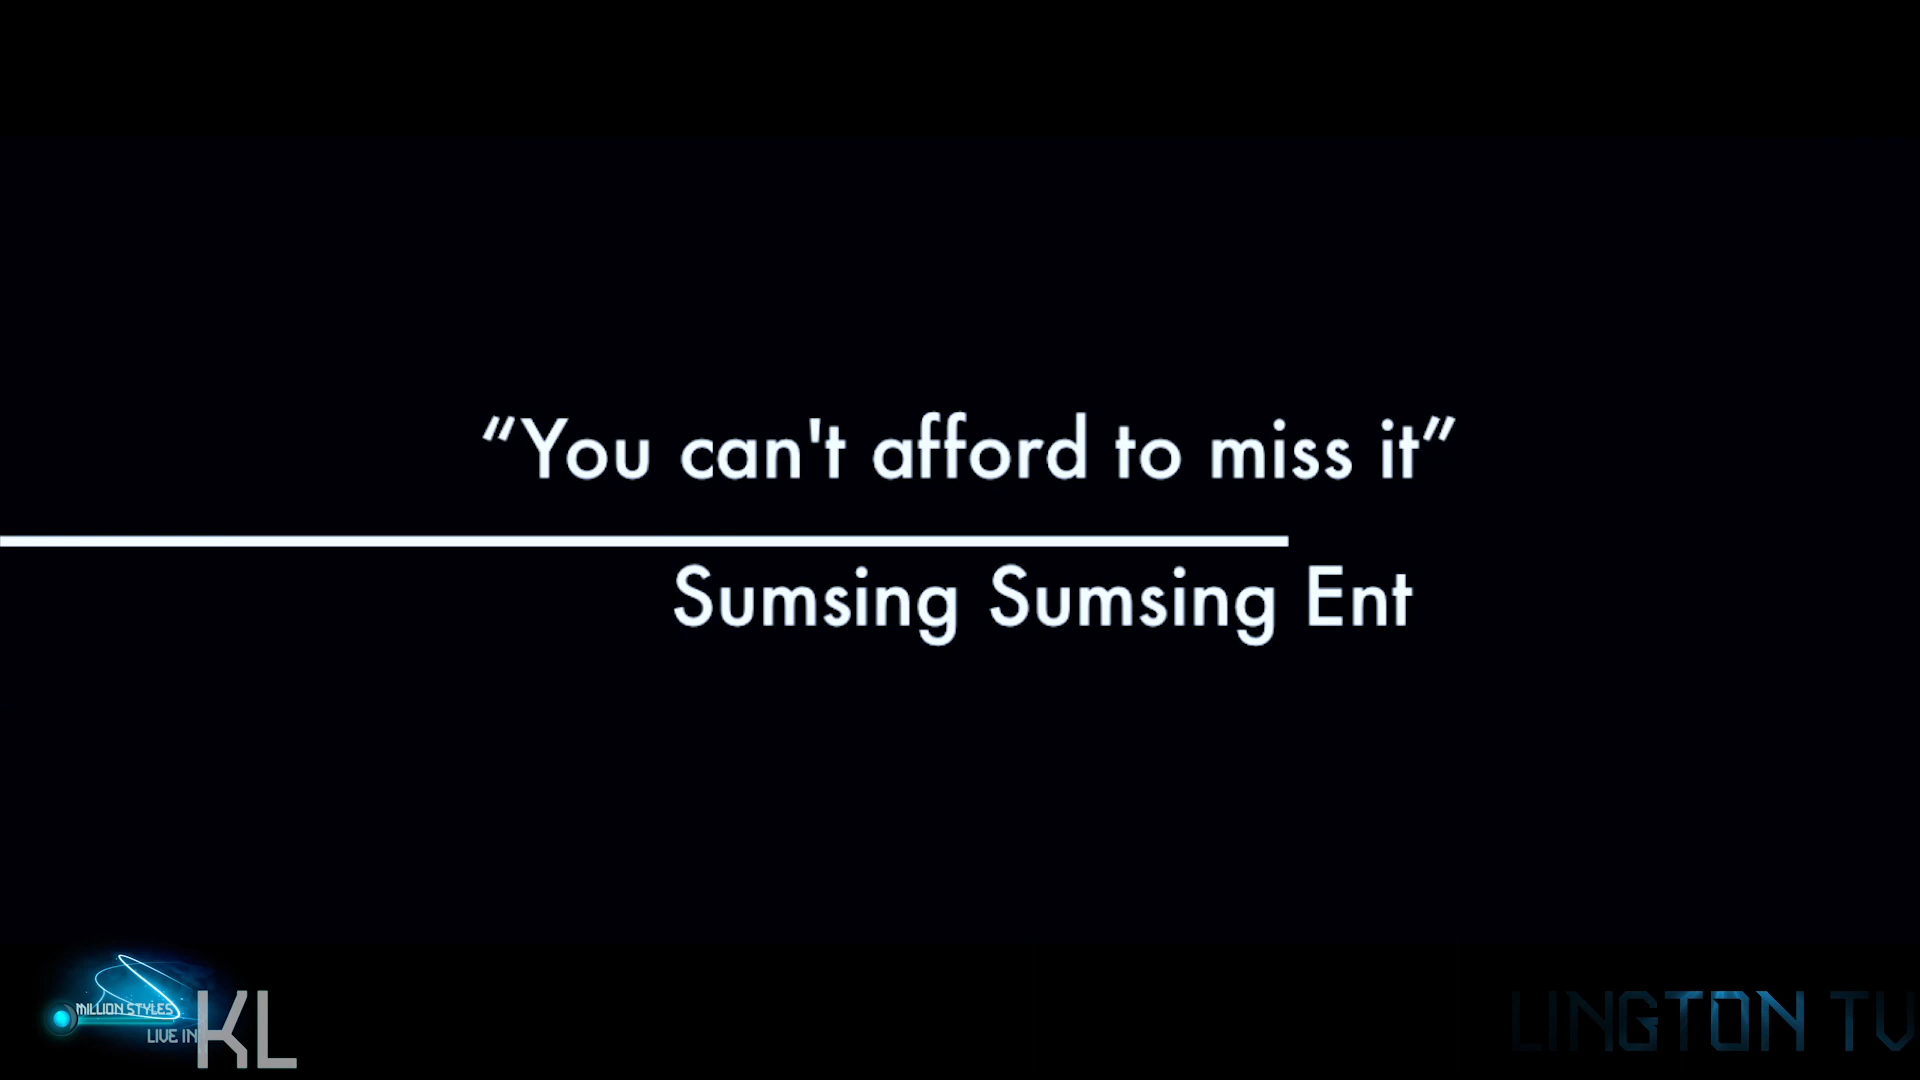 “You can't afford to miss it”
Sumsing Sumsing Ent
MILLION STYLES
LIVE IN KL
LINGTON TV